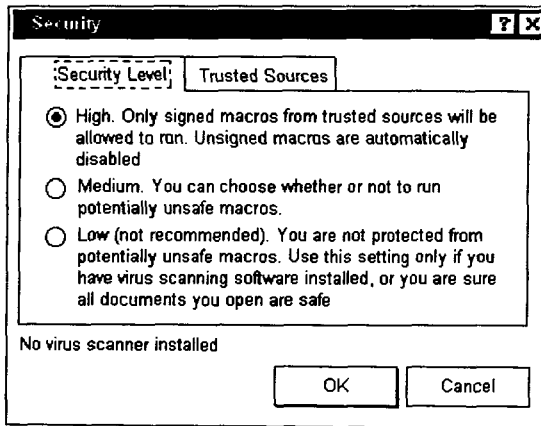 Security
? X
Security Level Trusted Sources
High. Only signed macros from trusted sources will be
allowed to run. Unsigned macros are automatically
disabled
Medium. You can choose whether or not to run
potentially unsafe macros.
Low (not recommended). You are not protected from
potentially unsafe macros. Use this setting only if you
have virus scanning software installed, or you are sure
all documents you open are safe
No virus scanner installed
OK Cancel